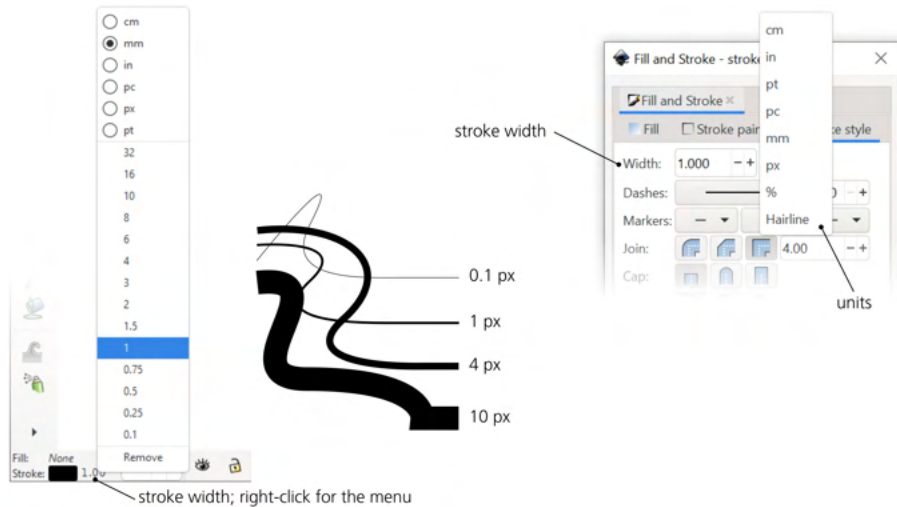 cm
mm
in
pc
px
pt
32
16
10
8
6
4
3
2
1.5
1
0.75
0.5
0.25
0.1
Remove
Fill: None
Stroke: 1.00
stroke width; right-click for the menu
0.1 px
1 px
4 px
10 px
stroke width
Fill and Stroke - stroke
Fill and Stroke
Fill
Width: 1.000
Dashes:
Markers:
Join: 4.00
Cap:
cm
in
pt
pc
mm
px
%
Hairline
style
units